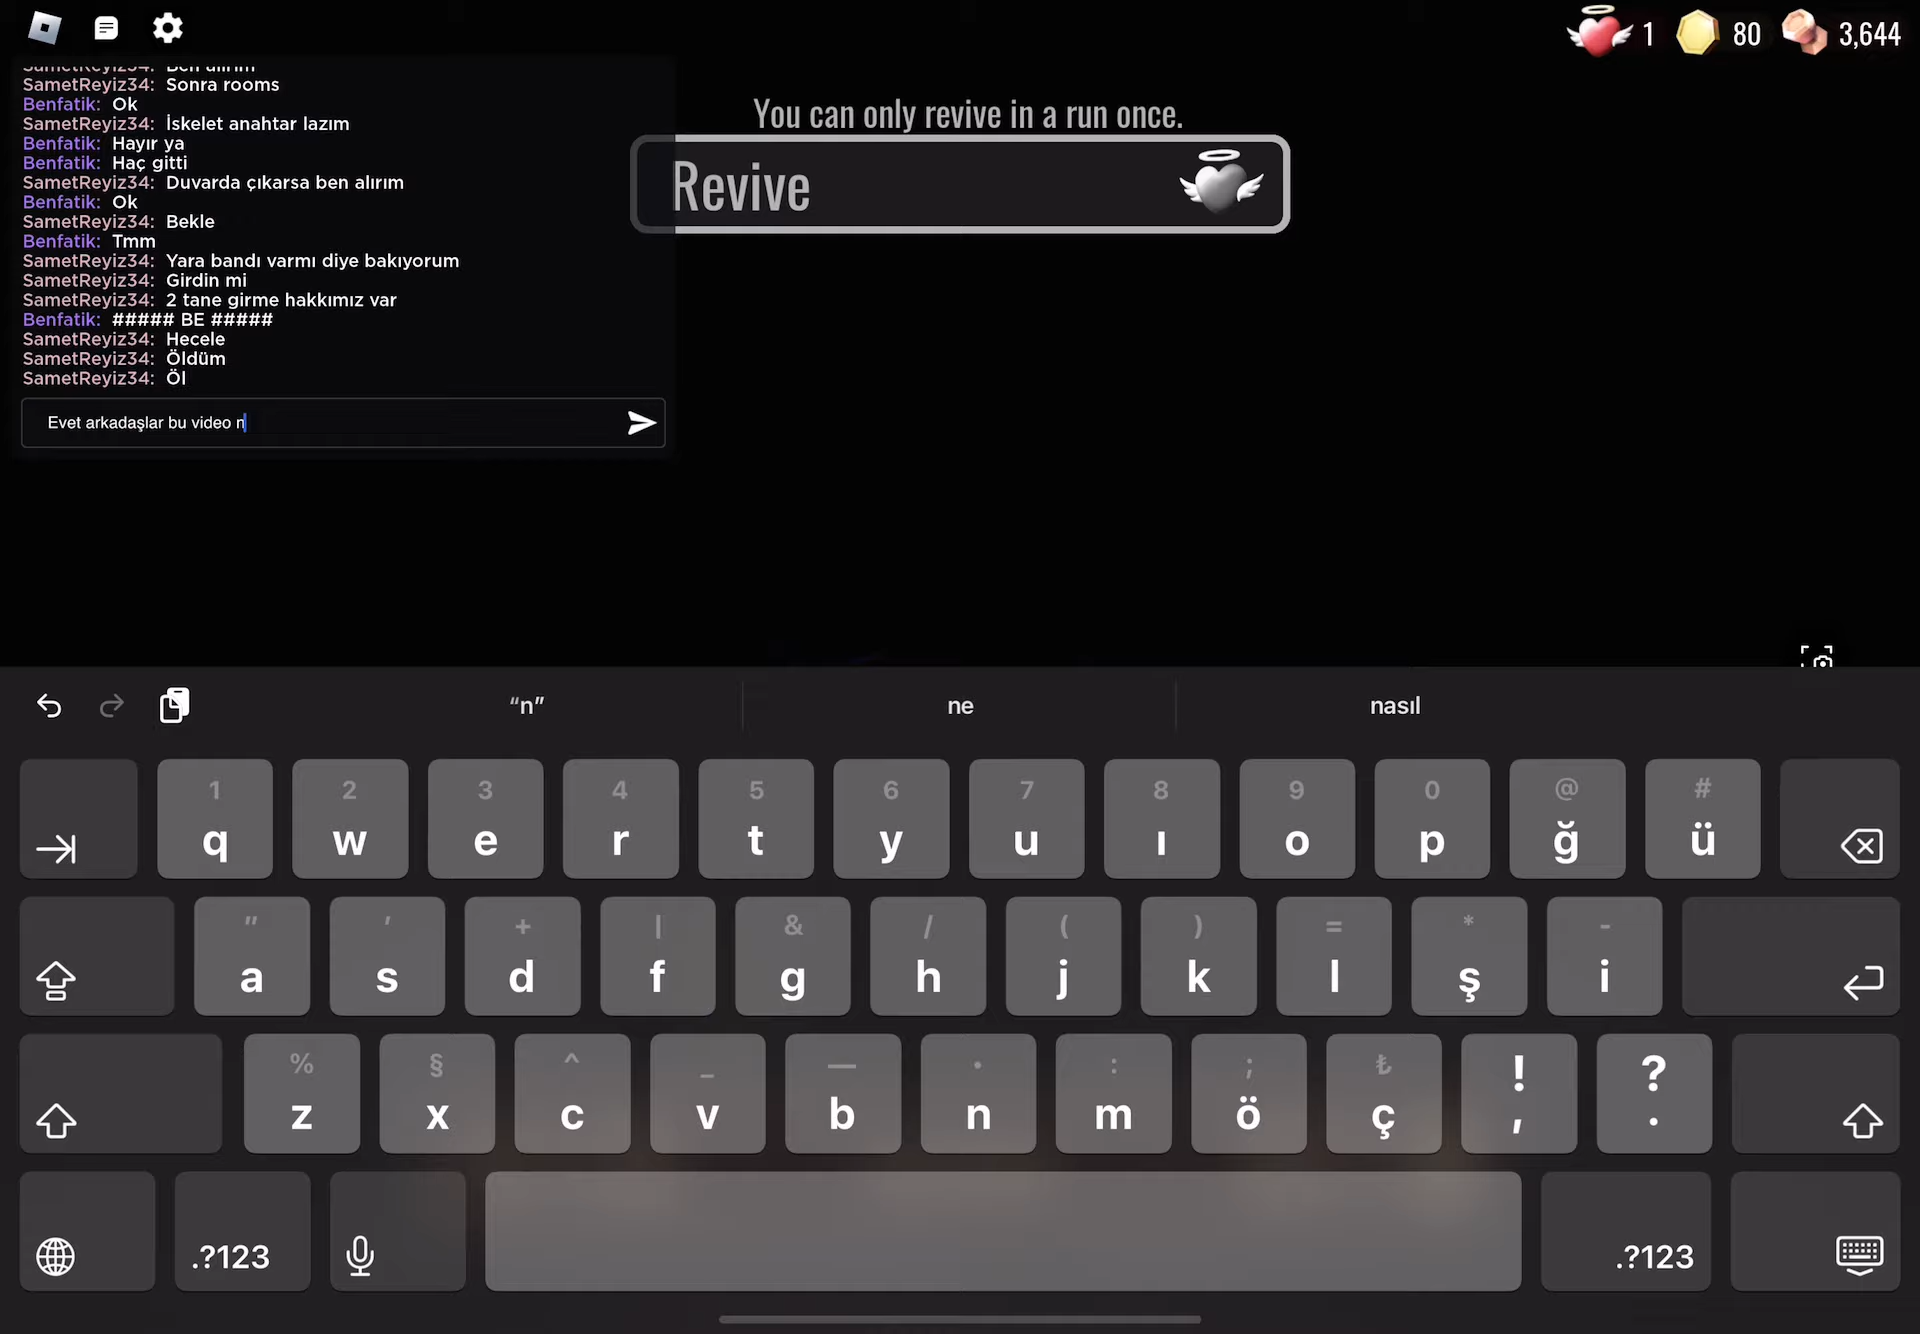 1 80 3,644
SametReyiz34: Ben alırım
SametReyiz34: Sonra rooms
Benfatik: Ok
SametReyiz34: İskelet anahtar lazım
Benfatik: Hayır ya
Benfatik: Haç gitti
SametReyiz34: Duvarda çıkarsa ben alırım
Benfatik: Ok
SametReyiz34: Bekle
Benfatik: Tmm
SametReyiz34: Yara bandı varmı diye bakıyorum
SametReyiz34: Girdin mi
SametReyiz34: 2 tane girme hakkımız var
Benfatik: ##### BE #####
SametReyiz34: Hecele
SametReyiz34: Öldüm
SametReyiz34: Öl
Evet arkadaşlar bu video n
You can only revive in a run once.
Revive
“n” ne nasıl
1 2 3 4 5 6 7 8 9 0 @ #
q w e r t y u ı o p ğ ü
" ' + | & / ( ) = * -
a s d f g h j k l ş i
% § ^ _ — · : ; ₺ ! ?
z x c v b n m ö ç , .
.?123 .?123